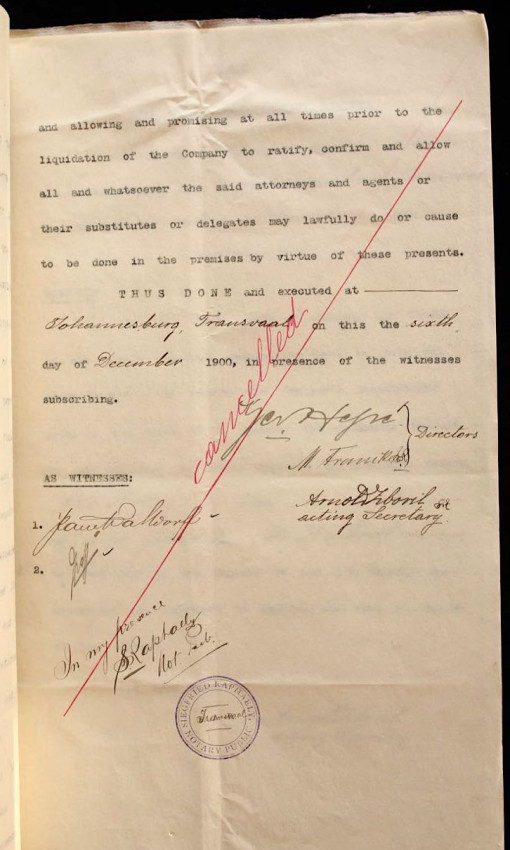 and allowing and promising at all times prior to the
liquidation of the Company to ratify, confirm and allow
all and whatsoever the said attorneys and agents or
their substitutes or delegates may lawfully do or cause
to be done in the premises by virtue of these presents.
THUS DONE and executed at
Johannesburg, Transvaal on this the sixth
day of December 1900, in presence of the witnesses
subscribing.
cancelled
Directors
M.
AS WITNESSES:
Arnot
acting Secretary.
1.
2.
In my presence
SRaphaely
Not. Pub.
SIEGFRIED RAPHAELY
Transvaal
NOTARY PUBLIC